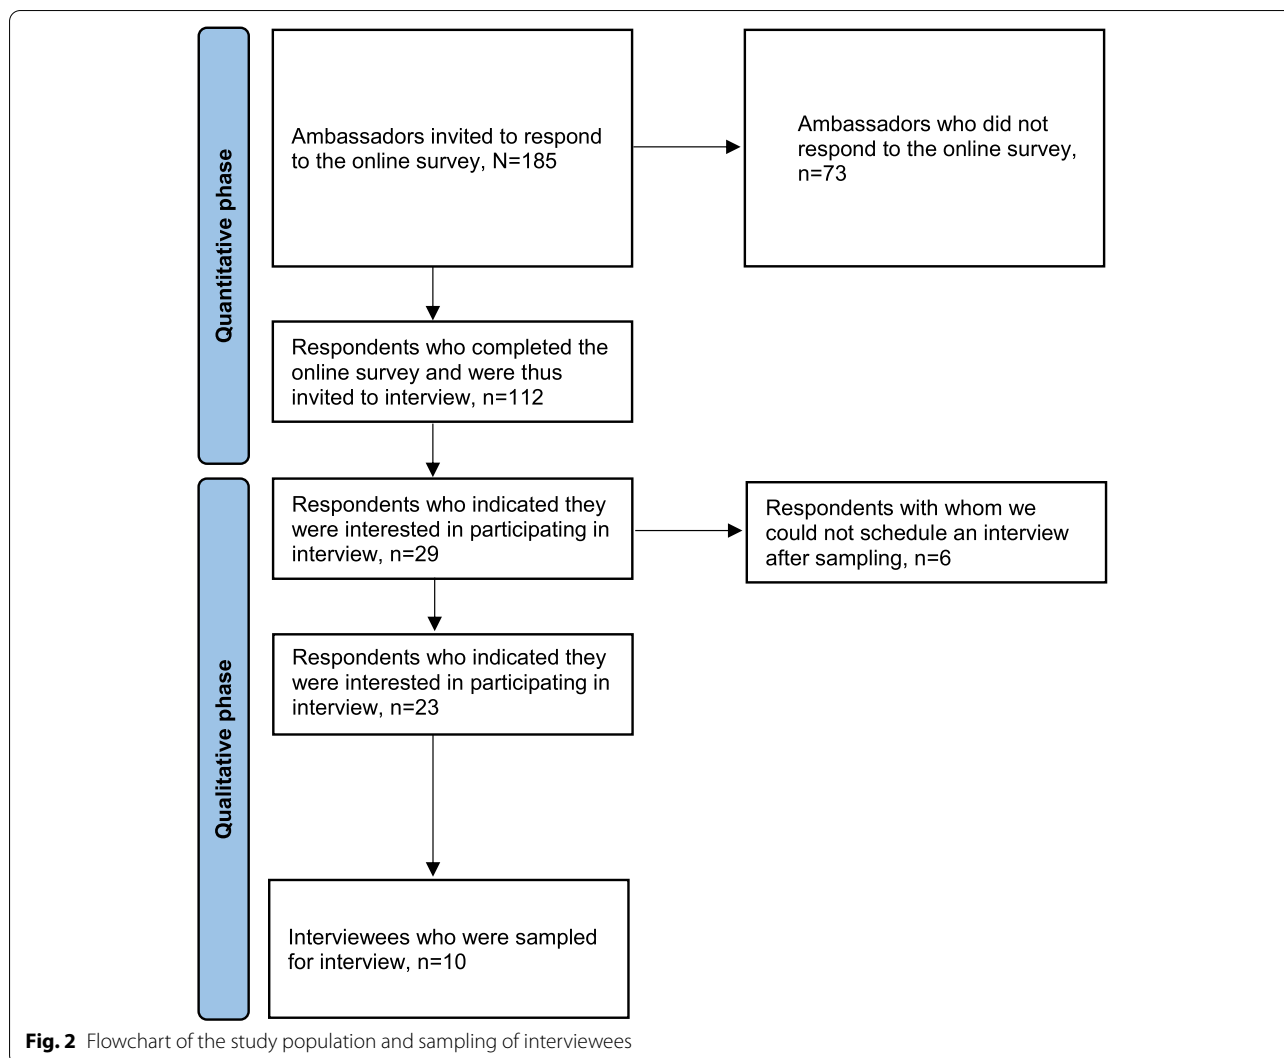 Quantitative phase
Ambassadors invited to respond
to the online survey, N=185
Ambassadors who did not
respond to the online survey,
n=73
Respondents who completed the
online survey and were thus
invited to interview, n=112
Qualitative phase
Respondents who indicated they
were interested in participating in
interview, n=29
Respondents with whom we
could not schedule an interview
after sampling, n=6
Respondents who indicated they
were interested in participating in
interview, n=23
Interviewees who were sampled
for interview, n=10
Fig. 2 Flowchart of the study population and sampling of interviewees